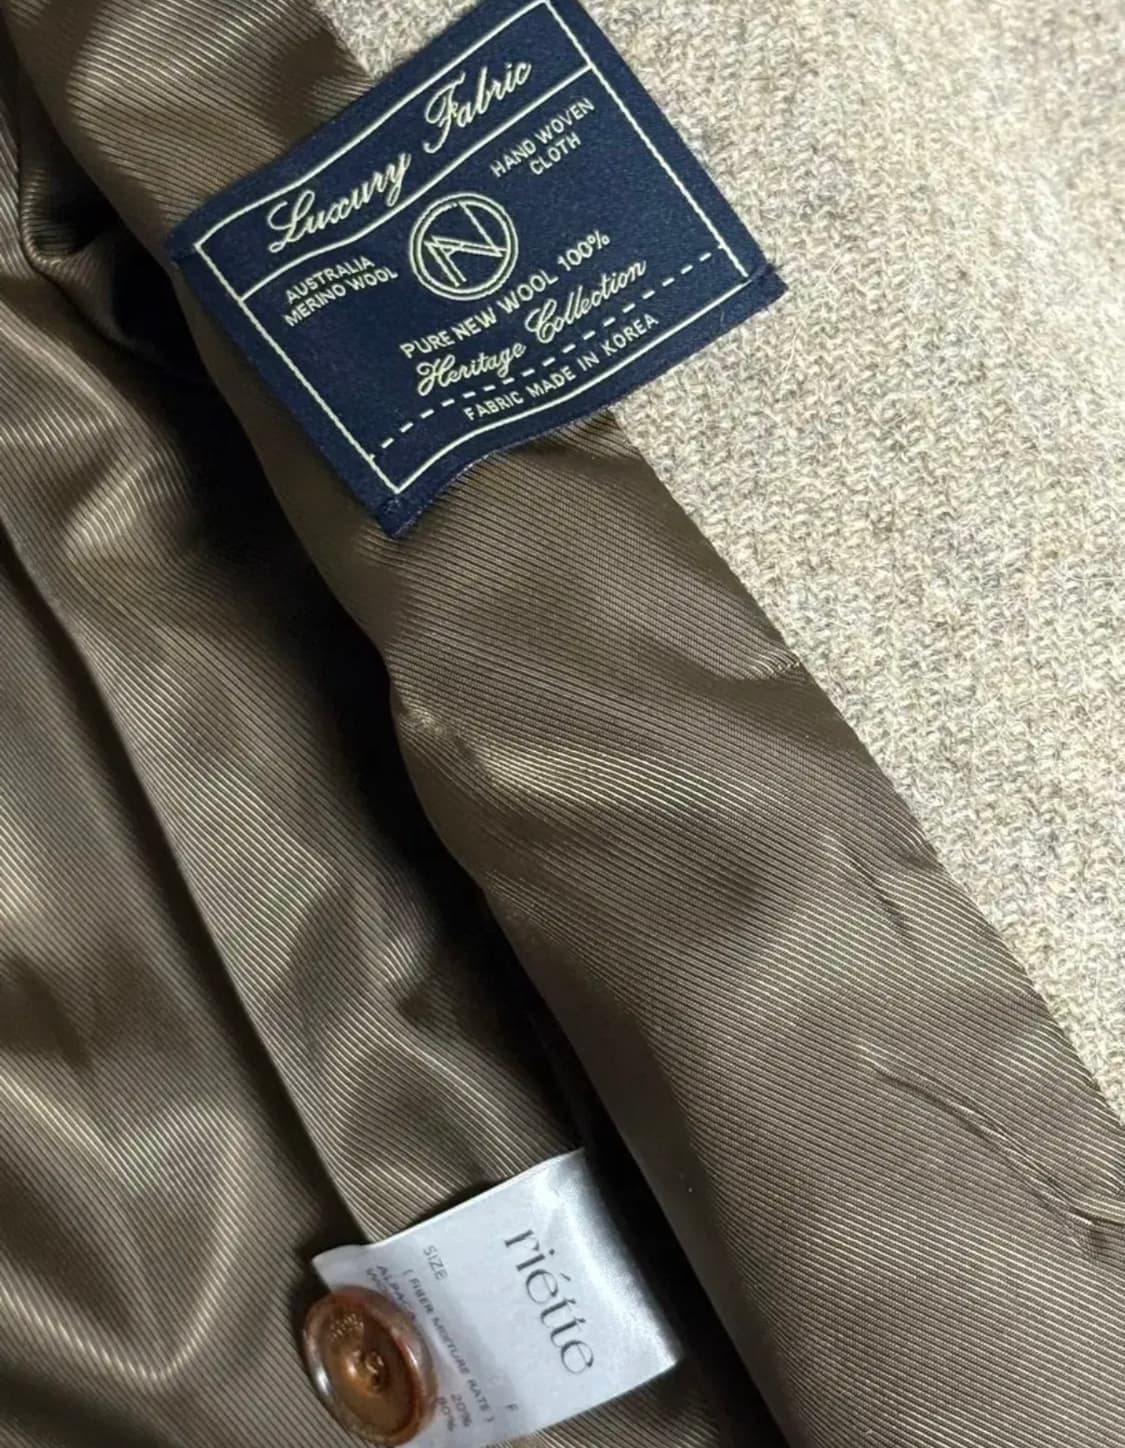 Luxury Fabric
AUSTRALIA
MERINO WOOL
HAND WOVEN
CLOTH
PURE NEW WOOL 100%
Heritage Collection
FABRIC MADE IN KOREA
riétte
SIZE F
( FIBER MIXTURE RATE )
ALPACA 20%
80%